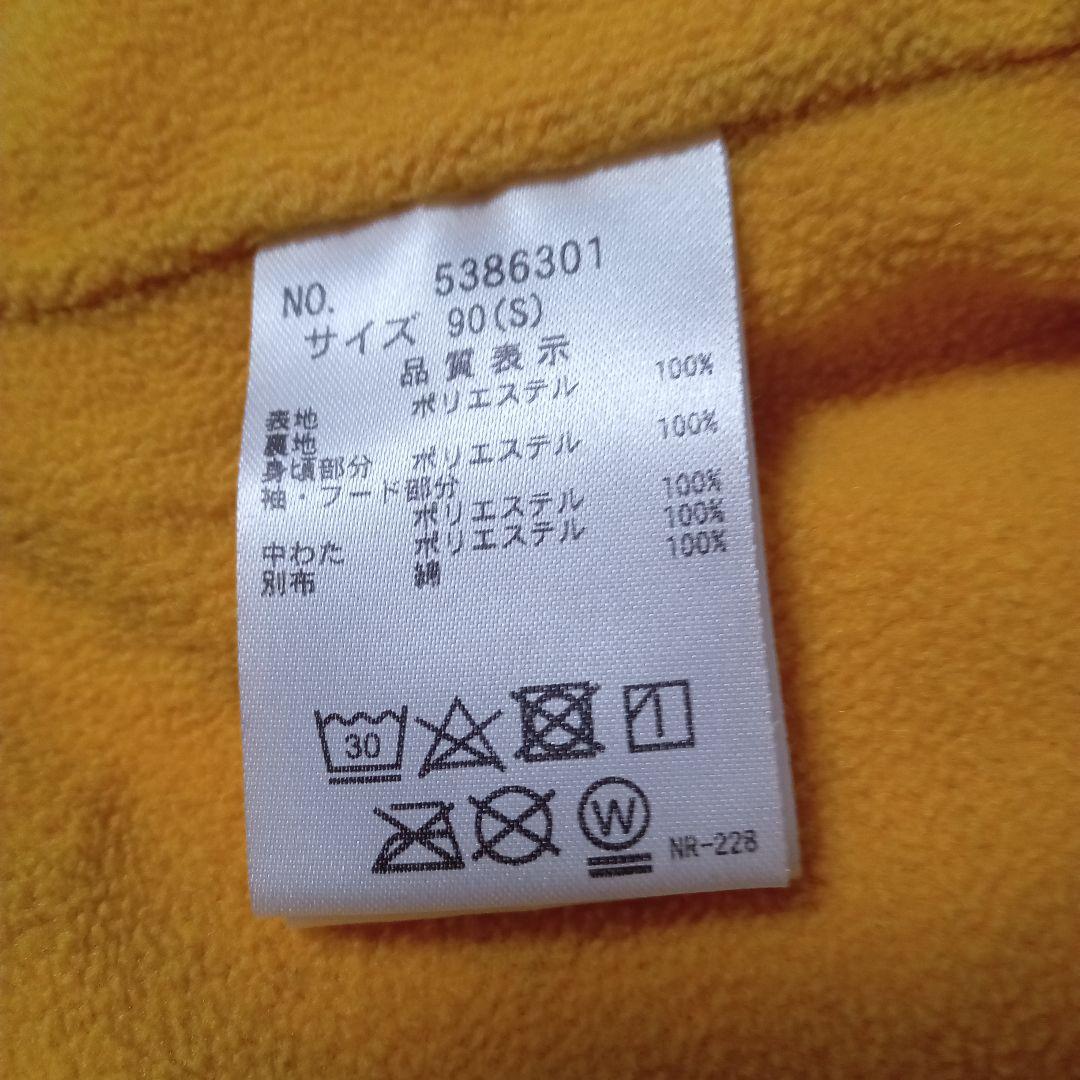 NO. 5386301
サイズ 90(S)
品質表示
表地 ポリエステル 100%
裏地
身頃部分 ポリエステル 100%
袖・フード部分
ポリエステル 100%
中わた ポリエステル 100%
別布 綿 100%
30
W
NR-228